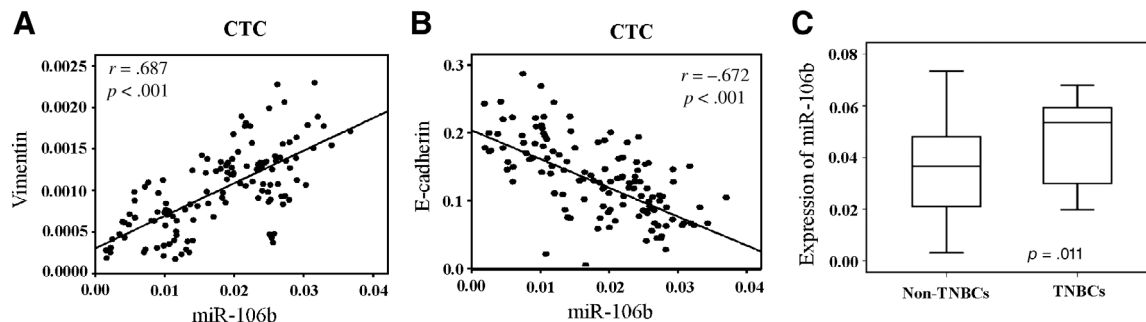 A
CTC
r = .687
p < .001
Vimentin
0.0025
0.0020
0.0015
0.0010
0.0005
0.0000
0.00 0.01 0.02 0.03 0.04
miR-106b
B
CTC
r = –.672
p < .001
E-cadherin
0.3
0.2
0.1
0.0
0.00 0.01 0.02 0.03 0.04
miR-106b
C
Expression of miR-106b
0.08
0.06
0.04
0.02
0.00
p = .011
Non-TNBCs TNBCs